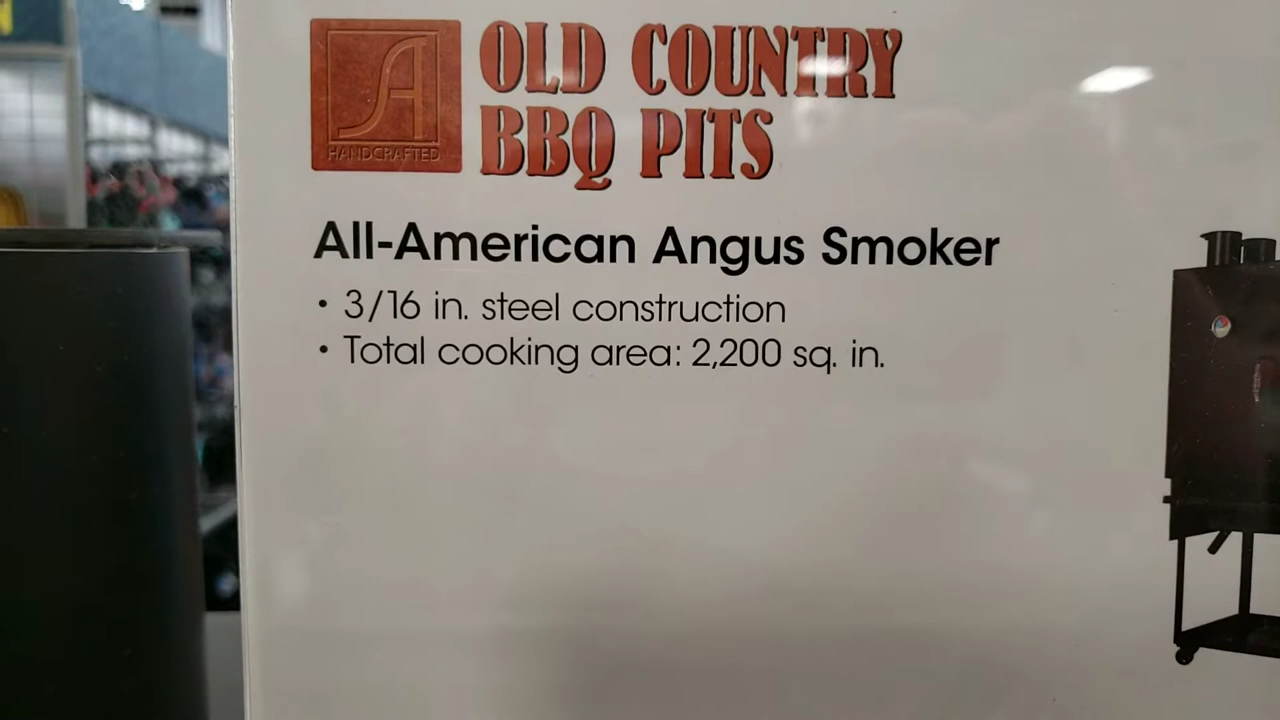 OLD COUNTRY
BBQ PITS
HANDCRAFTED
All-American Angus Smoker
• 3/16 in. steel construction
• Total cooking area: 2,200 sq. in.